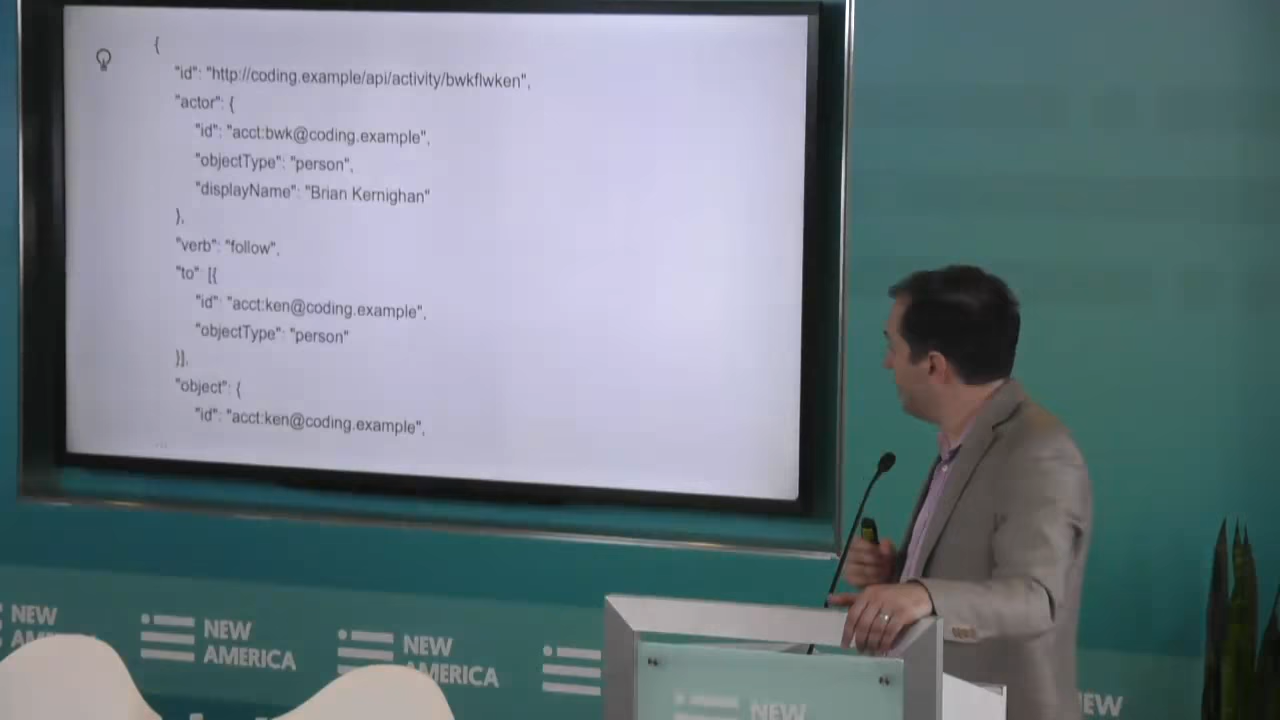 {
"id": "http://coding.example/api/activity/bwkflwken",
"actor": {
"id": "acct:bwk@coding.example",
"objectType": "person",
"displayName": "Brian Kernighan"
},
"verb": "follow",
"to" [{
"id": "acct:ken@coding.example",
"objectType": "person"
}],
"object": {
"id": "acct:ken@coding.example",
...
NEW
AMERICA
NEW
AMERICA
NEW
AMERICA
NEW
NEW